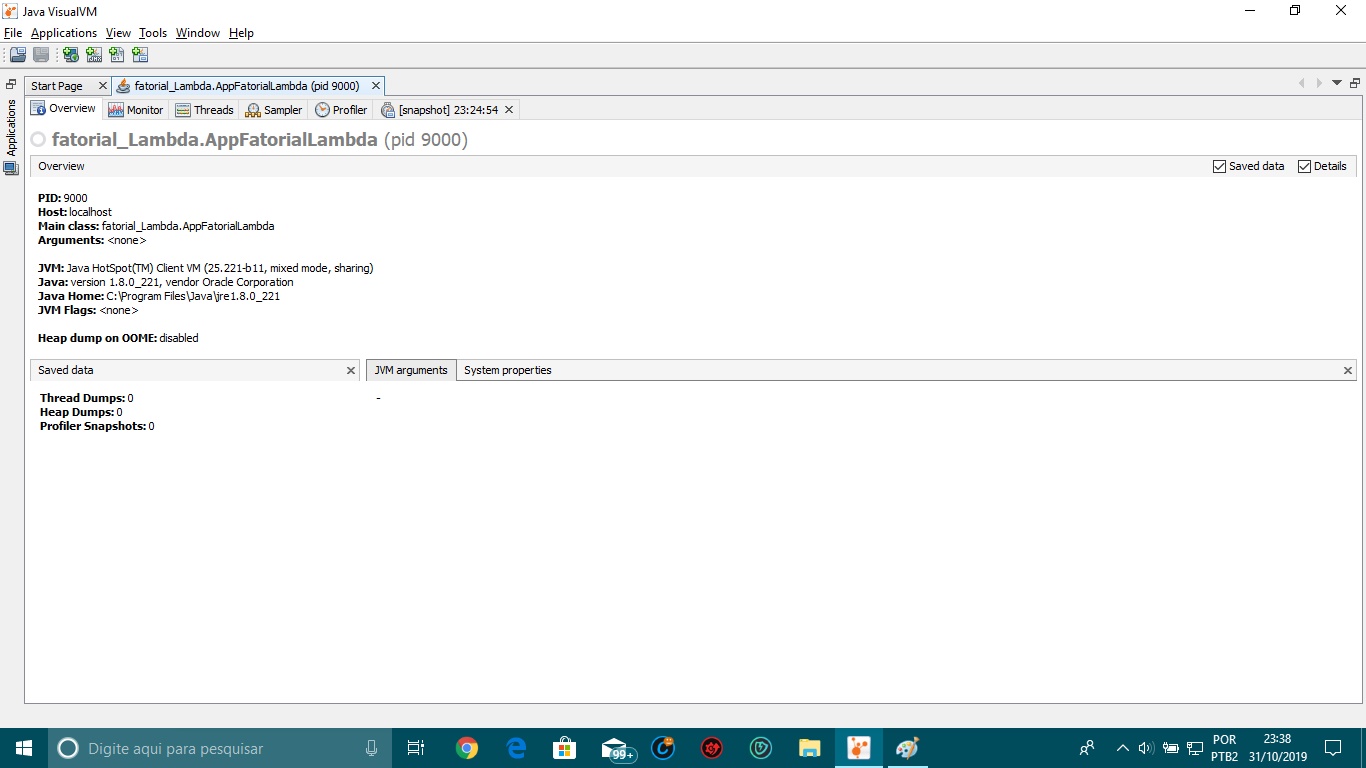 Java VisualVM
File Applications View Tools Window Help
Start Page fatorial_Lambda.AppFatorialLambda (pid 9000)
Applications
Overview Monitor Threads Sampler Profiler [snapshot] 23:24:54
fatorial_Lambda.AppFatorialLambda (pid 9000)
Overview Saved data Details
PID: 9000
Host: localhost
Main class: fatorial_Lambda.AppFatorialLambda
Arguments: <none>
JVM: Java HotSpot(TM) Client VM (25.221-b11, mixed mode, sharing)
Java: version 1.8.0_221, vendor Oracle Corporation
Java Home: C:\Program Files\Java\jre1.8.0_221
JVM Flags: <none>
Heap dump on OOME: disabled
Saved data JVM arguments System properties
Thread Dumps: 0 -
Heap Dumps: 0
Profiler Snapshots: 0
Digite aqui para pesquisar 99+ POR 23:38
PTB2 31/10/2019